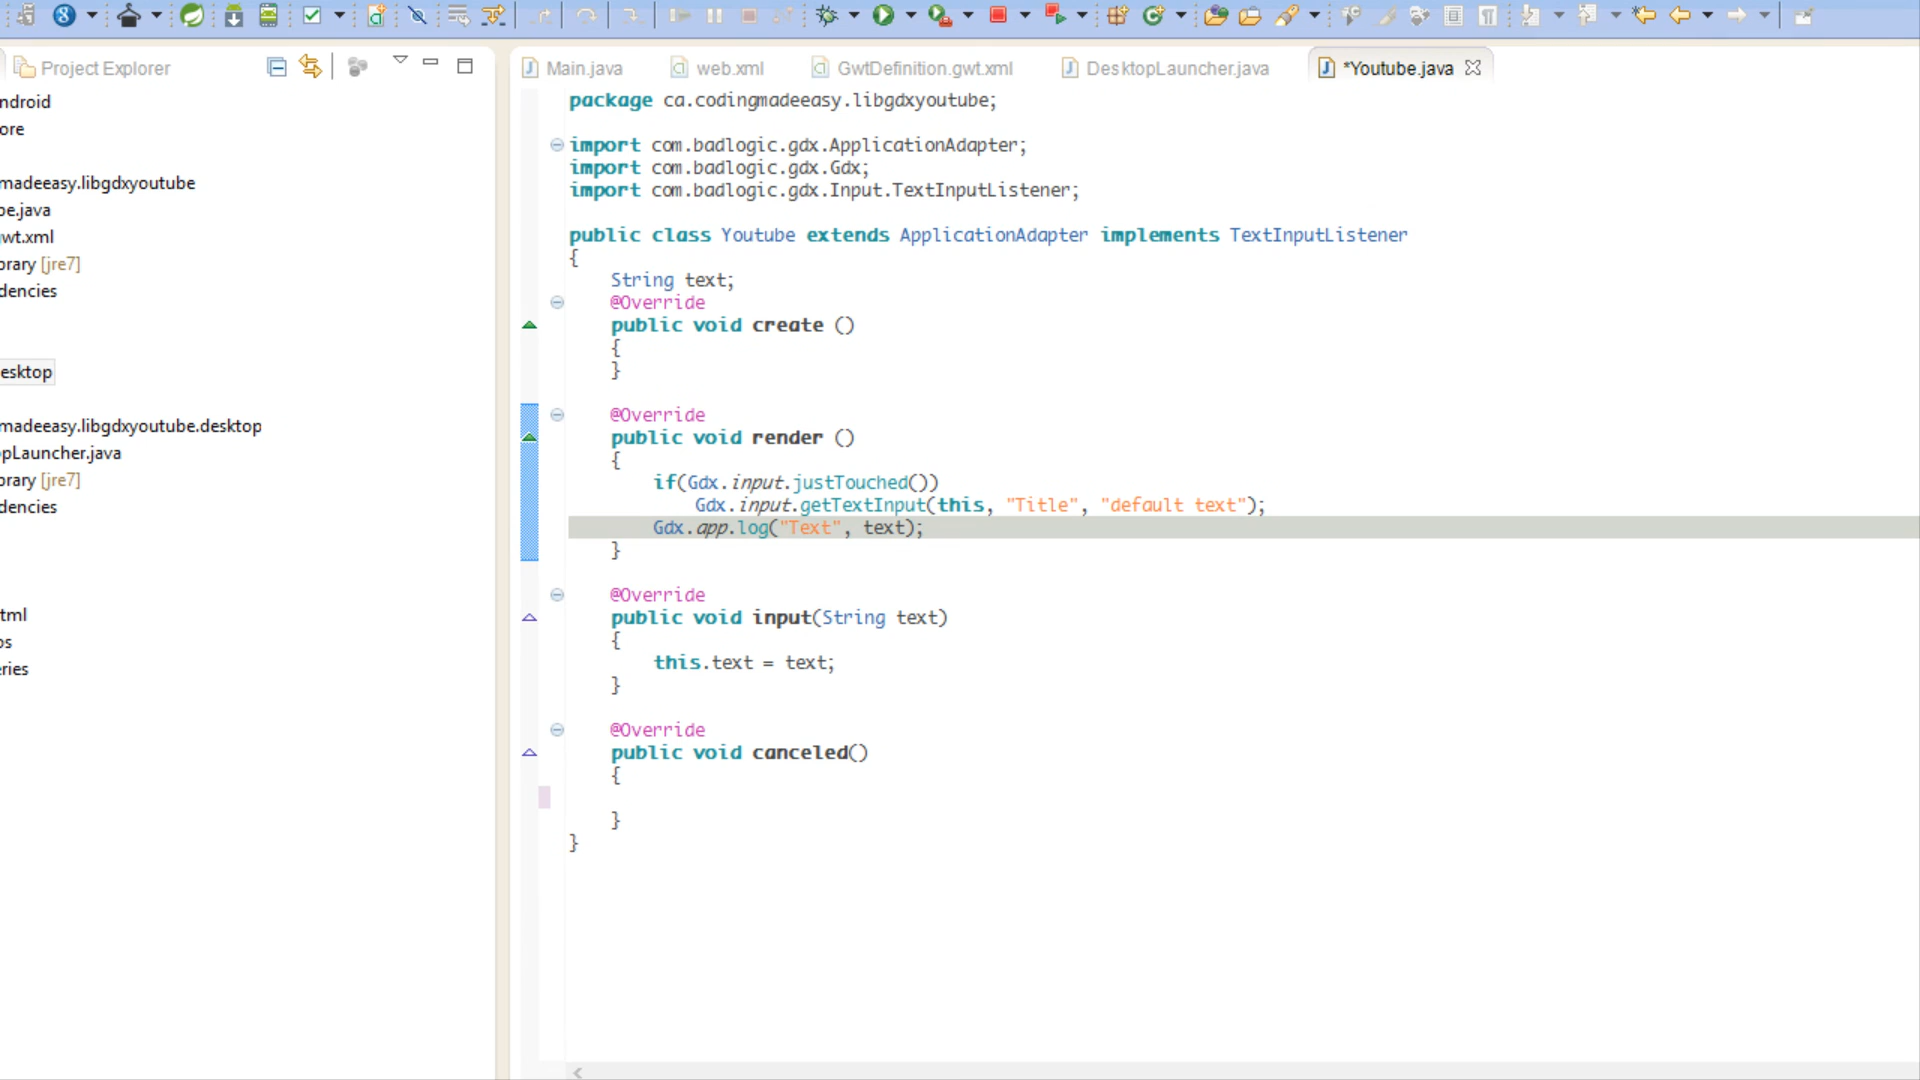 Project Explorer
ndroid
ore
madeeasy.libgdxyoutube
be.java
wt.xml
brary [jre7]
dencies
esktop
madeeasy.libgdxyoutube.desktop
pLauncher.java
brary [jre7]
dencies
tml
os
eries
Main.java web.xml GwtDefinition.gwt.xml DesktopLauncher.java *Youtube.java
package ca.codingmadeeasy.libgdxyoutube;
import com.badlogic.gdx.ApplicationAdapter;
import com.badlogic.gdx.Gdx;
import com.badlogic.gdx.Input.TextInputListener;
public class Youtube extends ApplicationAdapter implements TextInputListener
{
String text;
@Override
public void create ()
{
}
@Override
public void render ()
{
if(Gdx.input.justTouched())
Gdx.input.getTextInput(this, "Title", "default text");
Gdx.app.log("Text", text);
}
@Override
public void input(String text)
{
this.text = text;
}
@Override
public void canceled()
{
}
}